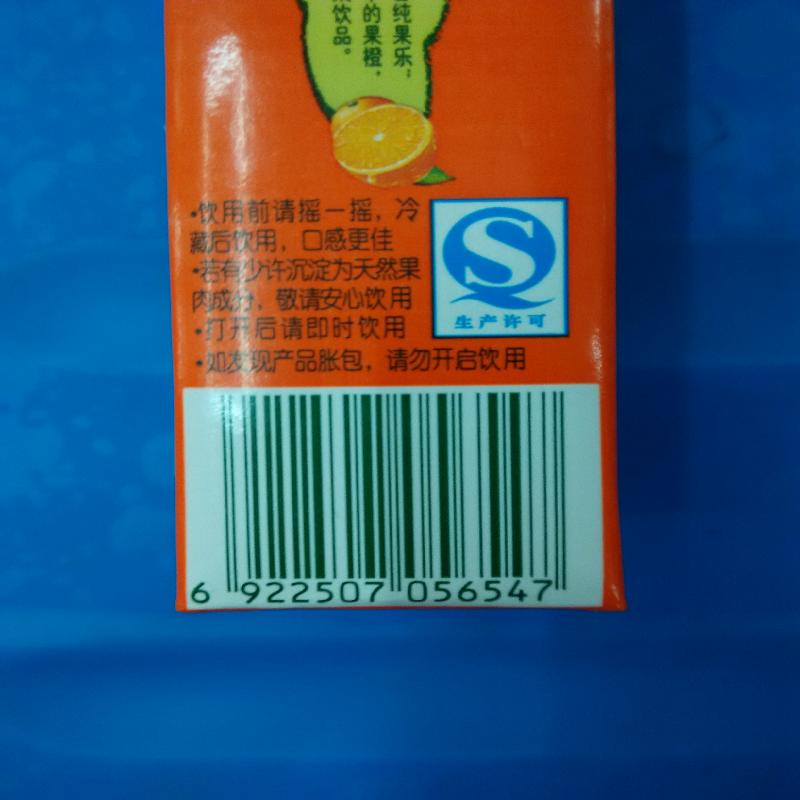 纯果乐；
的果橙，
饮品。
•饮用前请摇一摇，冷
藏后饮用，口感更佳
•若有少许沉淀为天然果
肉成分，敬请安心饮用
•打开后请即时饮用
•如发现产品胀包，请勿开启饮用
QS
生产许可
6 922507 056547